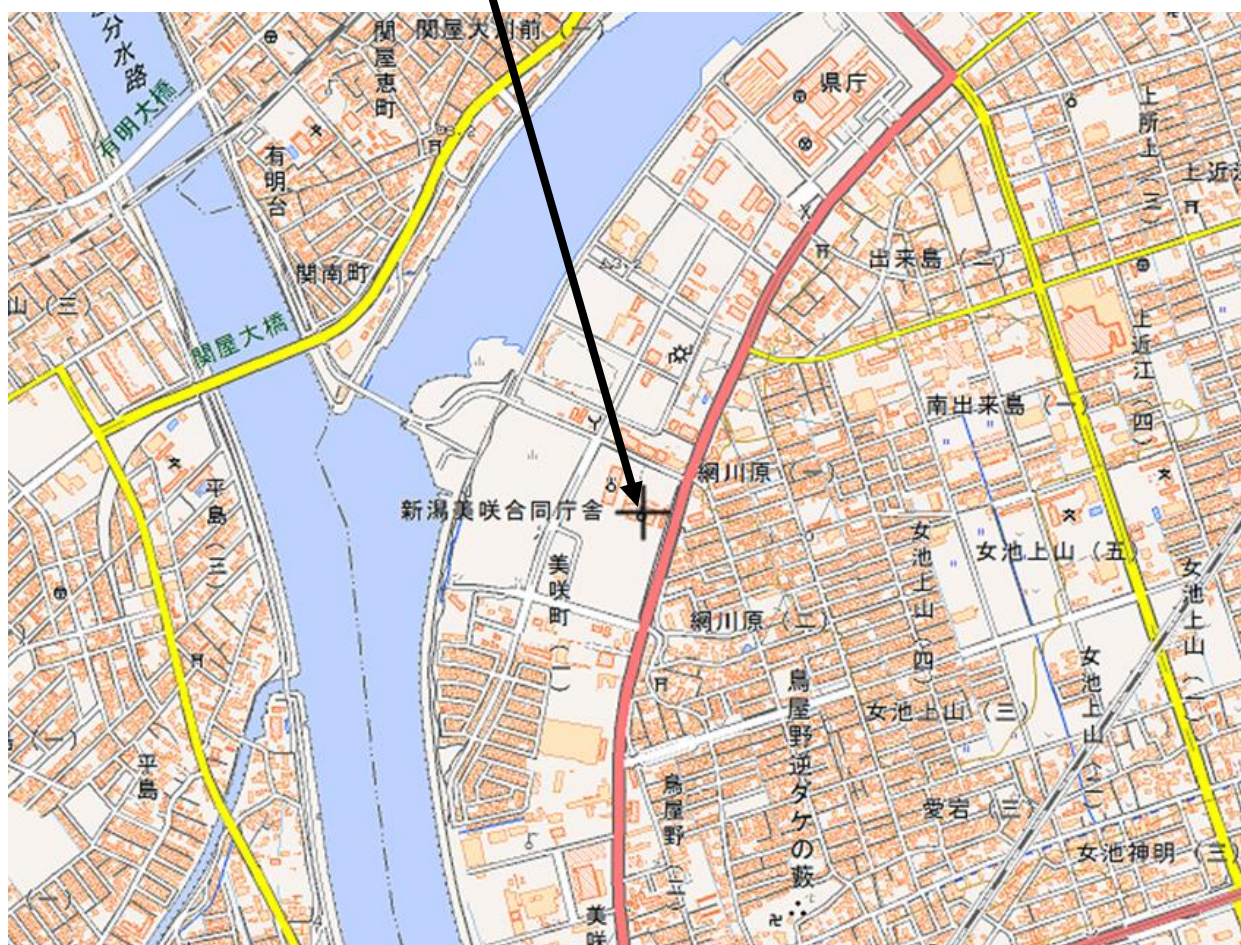 分水路
関屋恵町
関屋大川前（一）
有明大橋
有明台
県庁
上所上（三）
上近江
関南町
出来島（二）
山（三）
関屋大橋
上近江（四）
南出来島（一）
平島（三）
網川原（一）
新潟美咲合同庁舎
美咲町（一）
女池上山（四）
女池上山（五）
女池上山（一）
網川原（二）
鳥屋野逆ダケの藪
女池上山（三）
女池上山（二）
平島
鳥屋野
愛宕（三）
女池神明（三）
（一）
美咲